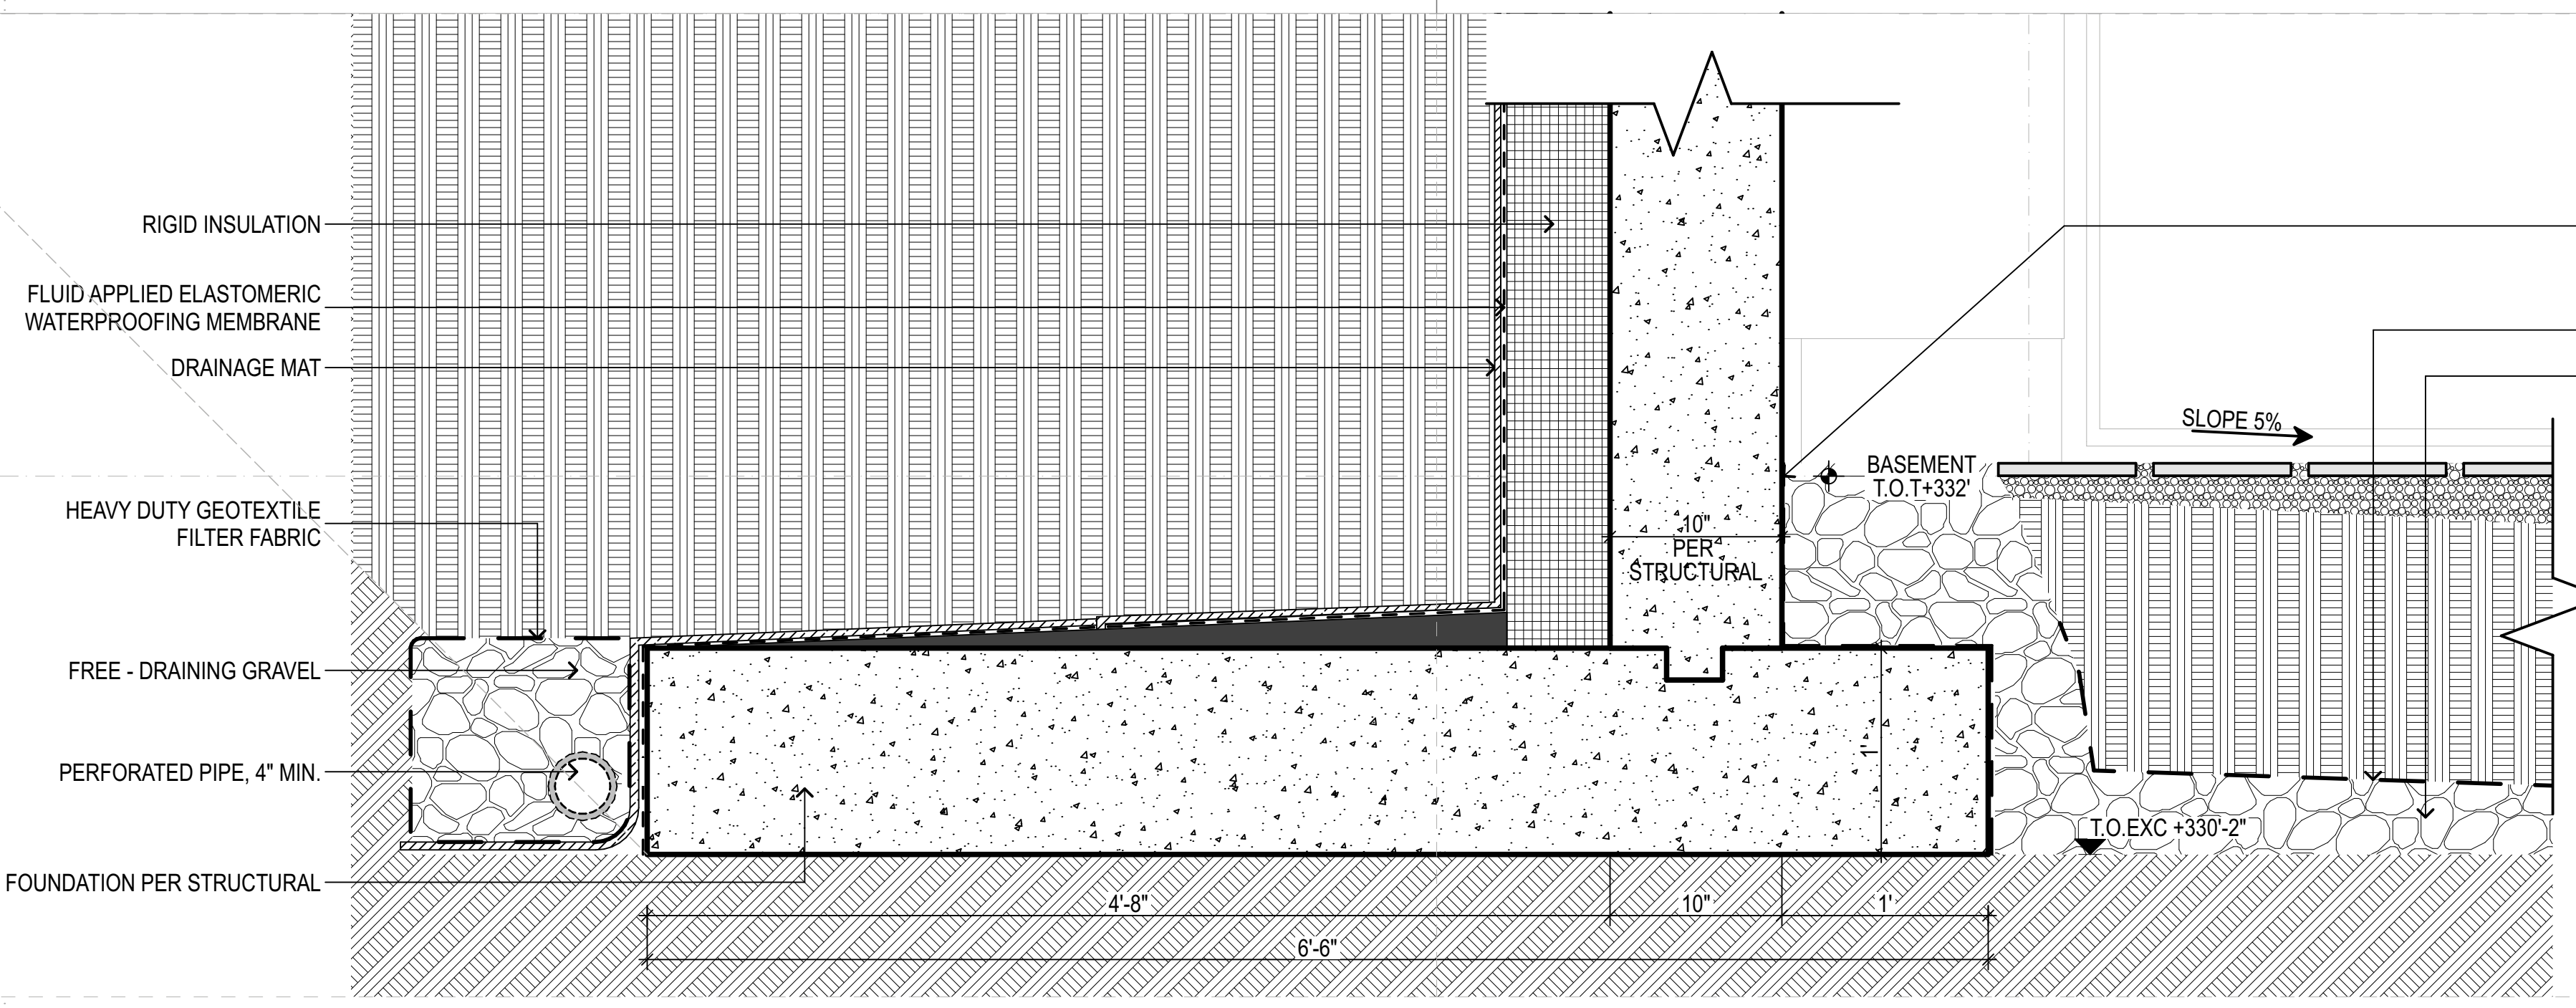 RIGID INSULATION
FLUID APPLIED ELASTOMERIC
WATERPROOFING MEMBRANE
DRAINAGE MAT
HEAVY DUTY GEOTEXTILE
FILTER FABRIC
FREE - DRAINING GRAVEL
PERFORATED PIPE, 4" MIN.
FOUNDATION PER STRUCTURAL
10"
PER
STRUCTURAL
BASEMENT
T.O.T+332'
SLOPE 5%
1'
T.O.EXC +330'-2"
4'-8"
10"
1'
6'-6"